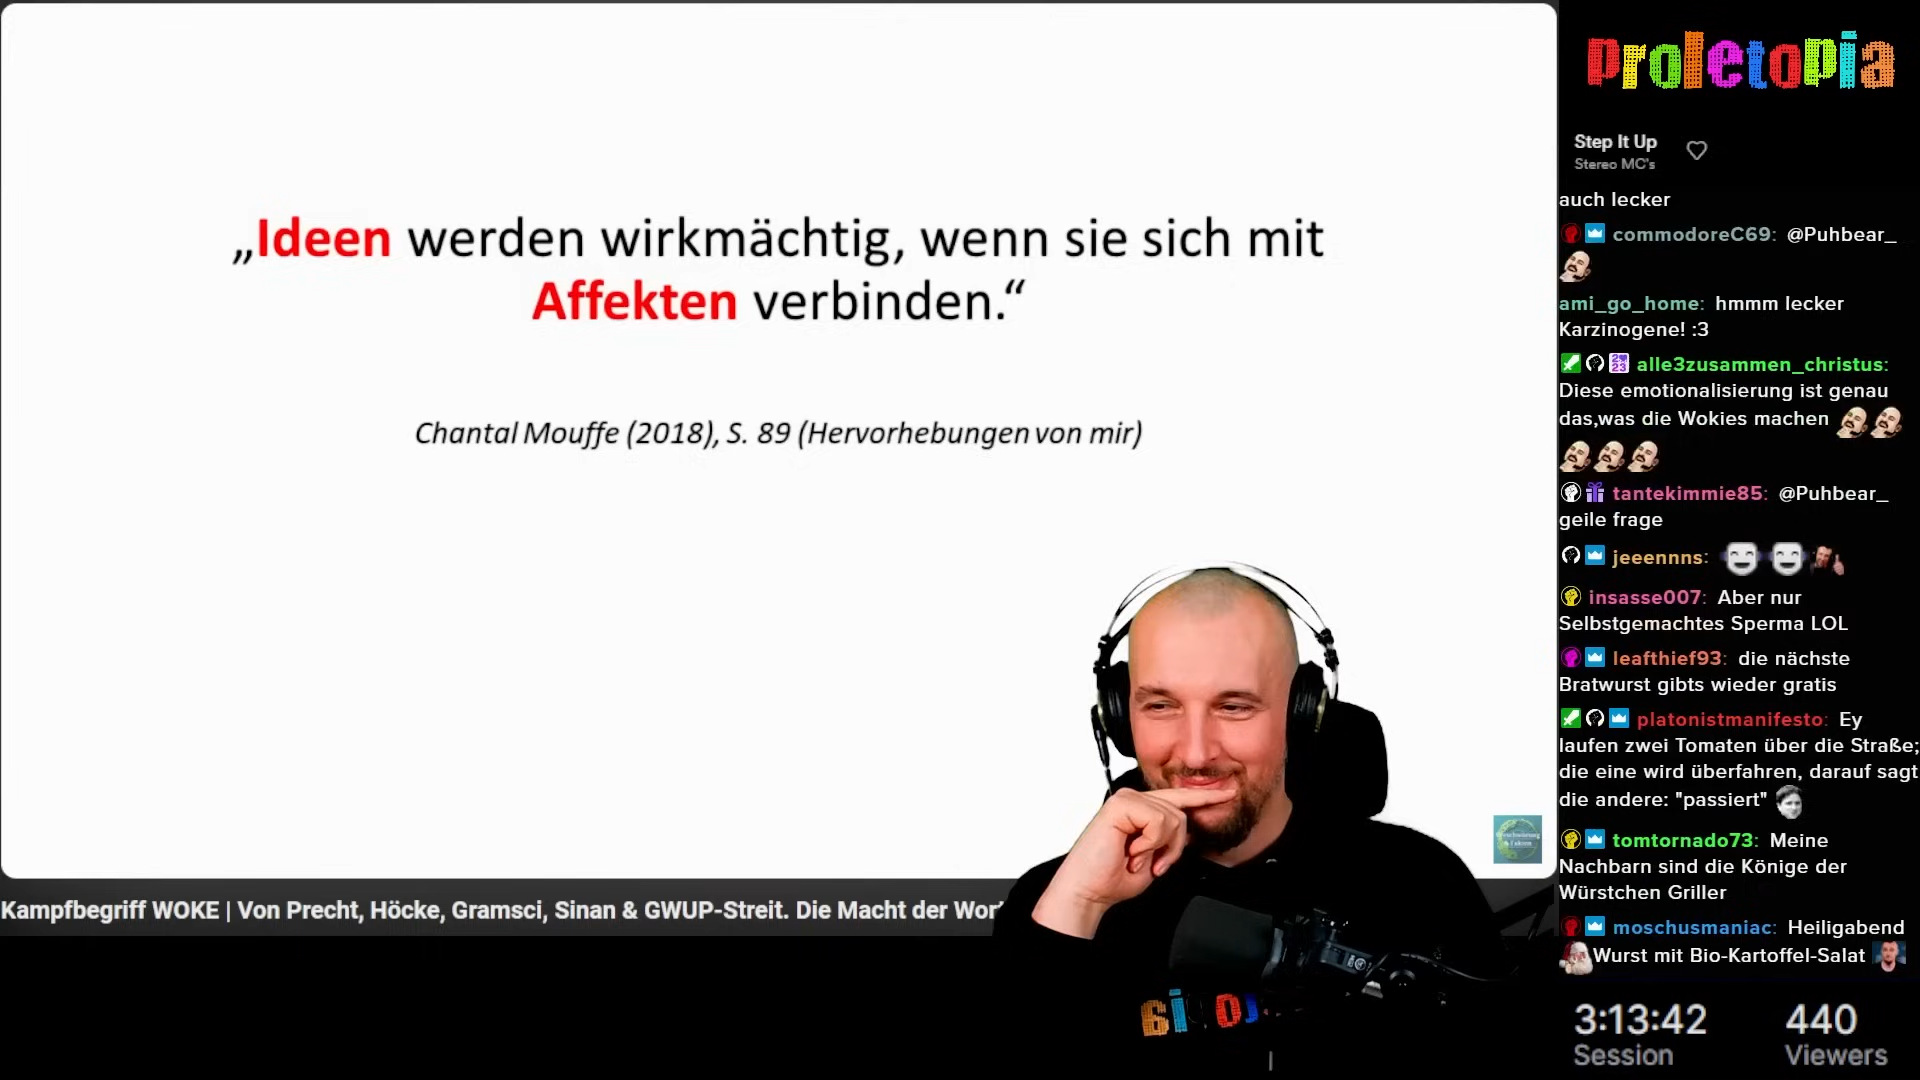 „Ideen werden wirkmächtig, wenn sie sich mit
Affekten verbinden.“
Chantal Mouffe (2018), S. 89 (Hervorhebungen von mir)
Kampfbegriff WOKE | Von Precht, Höcke, Gramsci, Sinan & GWUP-Streit. Die Macht der Wor
Proletopia
Step It Up
Stereo MC's
auch lecker
commodoreC69: @Puhbear_
ami_go_home: hmmm lecker
Karzinogene! :3
alle3zusammen_christus:
Diese emotionalisierung ist genau
das,was die Wokies machen
tantekimmie85: @Puhbear_
geile frage
jeeennns:
insasse007: Aber nur
Selbstgemachtes Sperma LOL
leafthief93: die nächste
Bratwurst gibts wieder gratis
platonistmanifesto: Ey
laufen zwei Tomaten über die Straße;
die eine wird überfahren, darauf sagt
die andere: "passiert"
tomtornado73: Meine
Nachbarn sind die Könige der
Würstchen Griller
moschusmaniac: Heiligabend
Wurst mit Bio-Kartoffel-Salat
3:13:42
Session
440
Viewers